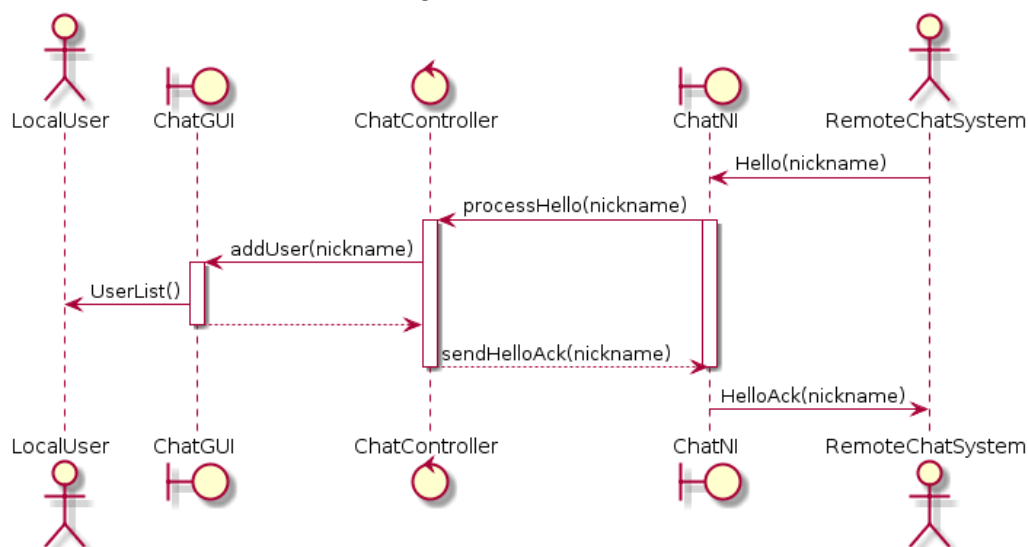 LocalUser
ChatGUI
ChatController
ChatNI
RemoteChatSystem
Hello(nickname)
processHello(nickname)
addUser(nickname)
UserList()
sendHelloAck(nickname)
HelloAck(nickname)
LocalUser
ChatGUI
ChatController
ChatNI
RemoteChatSystem